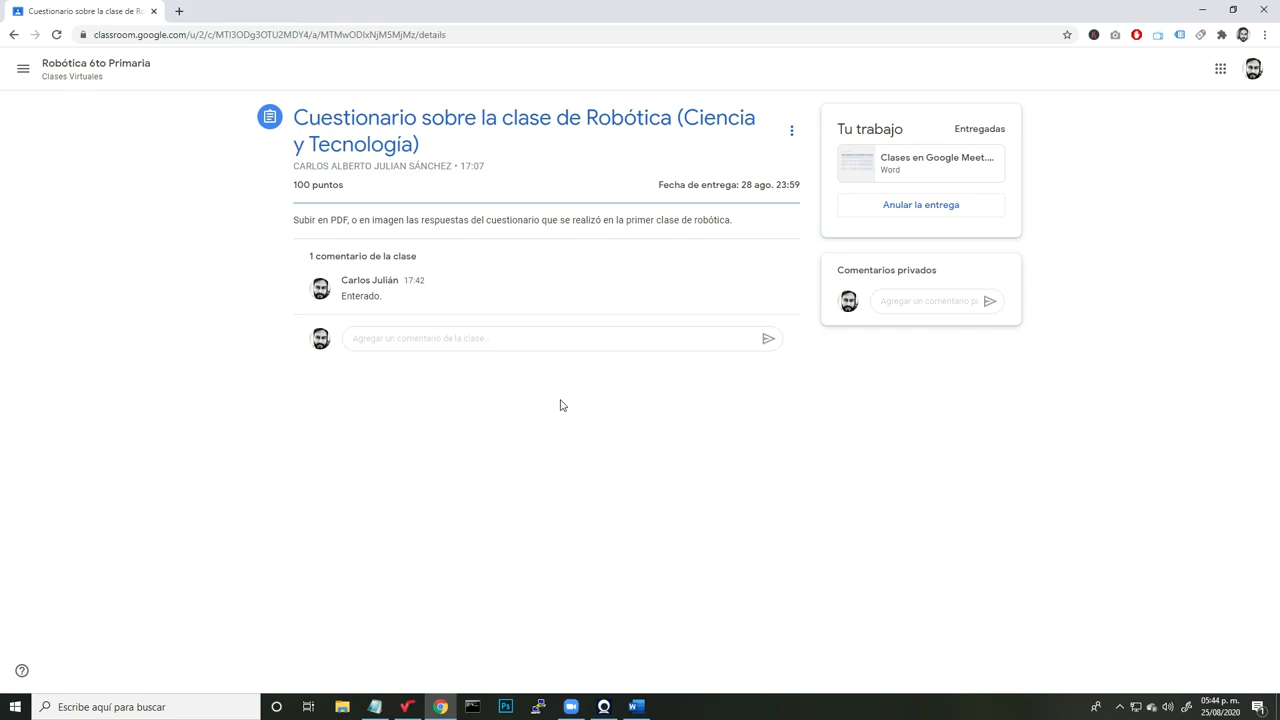 Cuestionario sobre la clase de Ro
classroom.google.com/u/2/c/MTI3ODg3OTU2MDY4/a/MTMwODIxNjM5MjMz/details
Robótica 6to Primaria
Clases Virtuales
Cuestionario sobre la clase de Robótica (Ciencia
y Tecnología)
CARLOS ALBERTO JULIAN SÁNCHEZ • 17:07
100 puntos
Fecha de entrega: 28 ago. 23:59
Subir en PDF, o en imagen las respuestas del cuestionario que se realizó en la primer clase de robótica.
1 comentario de la clase
Carlos Julián 17:42
Enterado.
Agregar un comentario de la clase...
Tu trabajo
Entregadas
Clases en Google Meet....
Word
Anular la entrega
Comentarios privados
Agregar un comentario pi
Escribe aquí para buscar
05:44 p. m.
25/08/2020